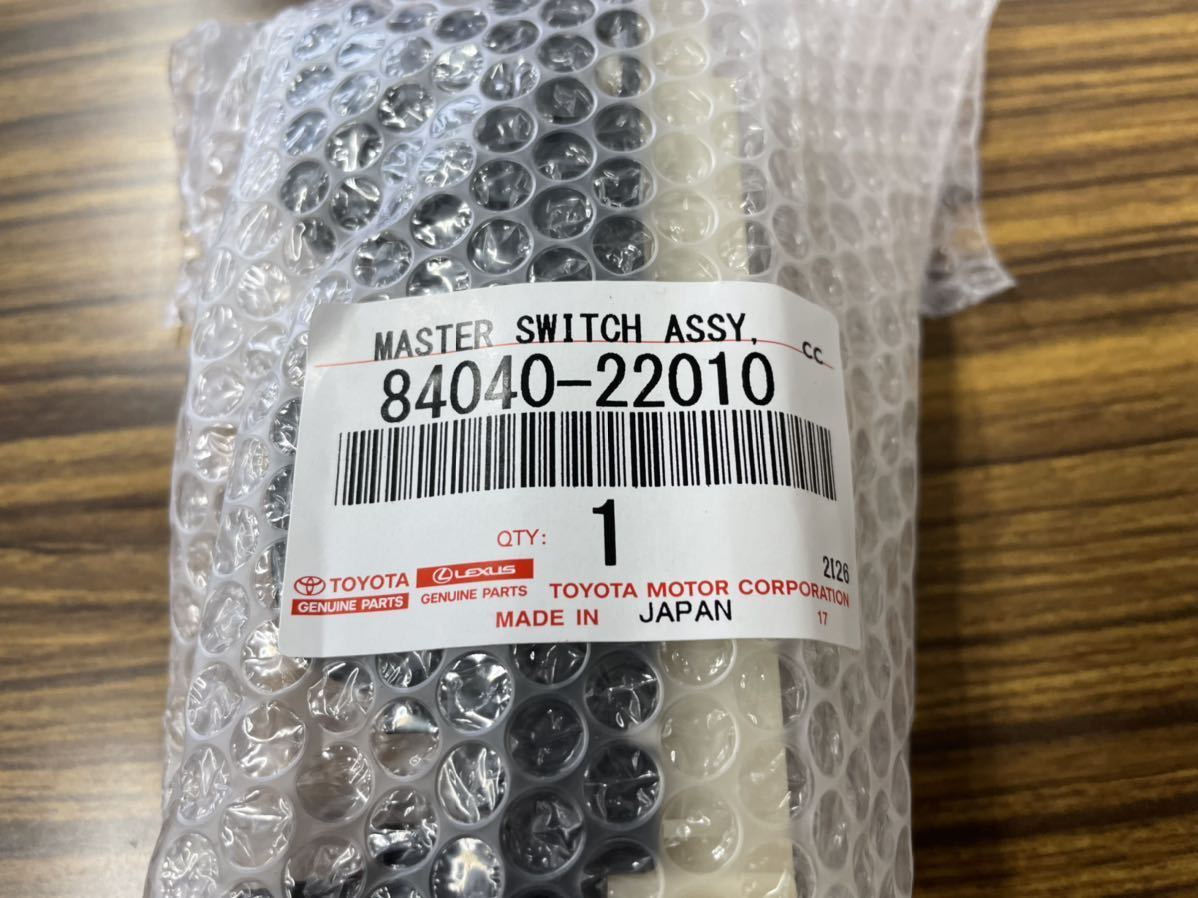 MASTER SWITCH ASSY, CC
84040-22010
QTY: 1
2126
TOYOTA LEXUS TOYOTA MOTOR CORPORATION
GENUINE PARTS GENUINE PARTS
MADE IN JAPAN 17